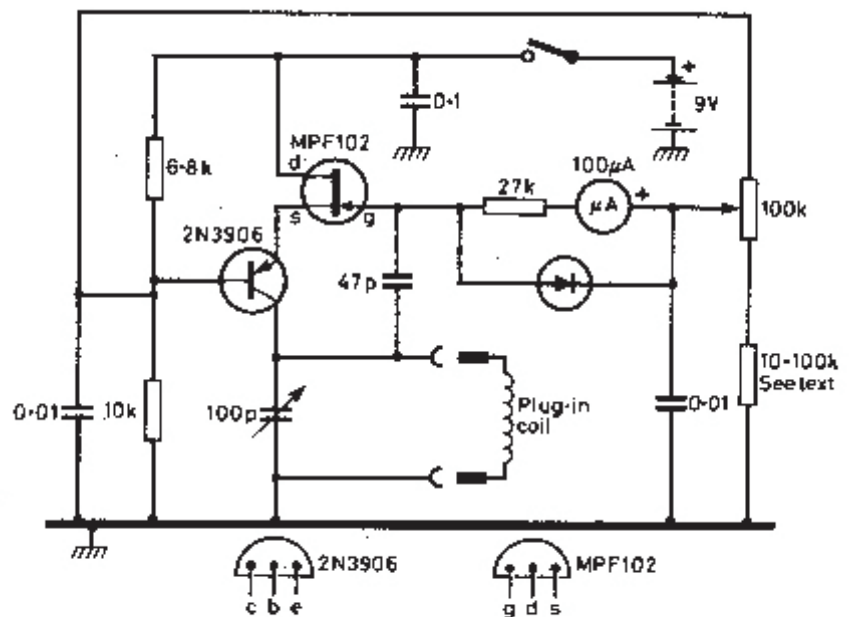 +
9V
0·1
MPF102
d
6·8k
s
g
27k
100µA
µA
+
100k
2N3906
47p
0·01
10k
100p
Plug-in
coil
0·01
10-100k
See text
2N3906
c b e
MPF102
g d s